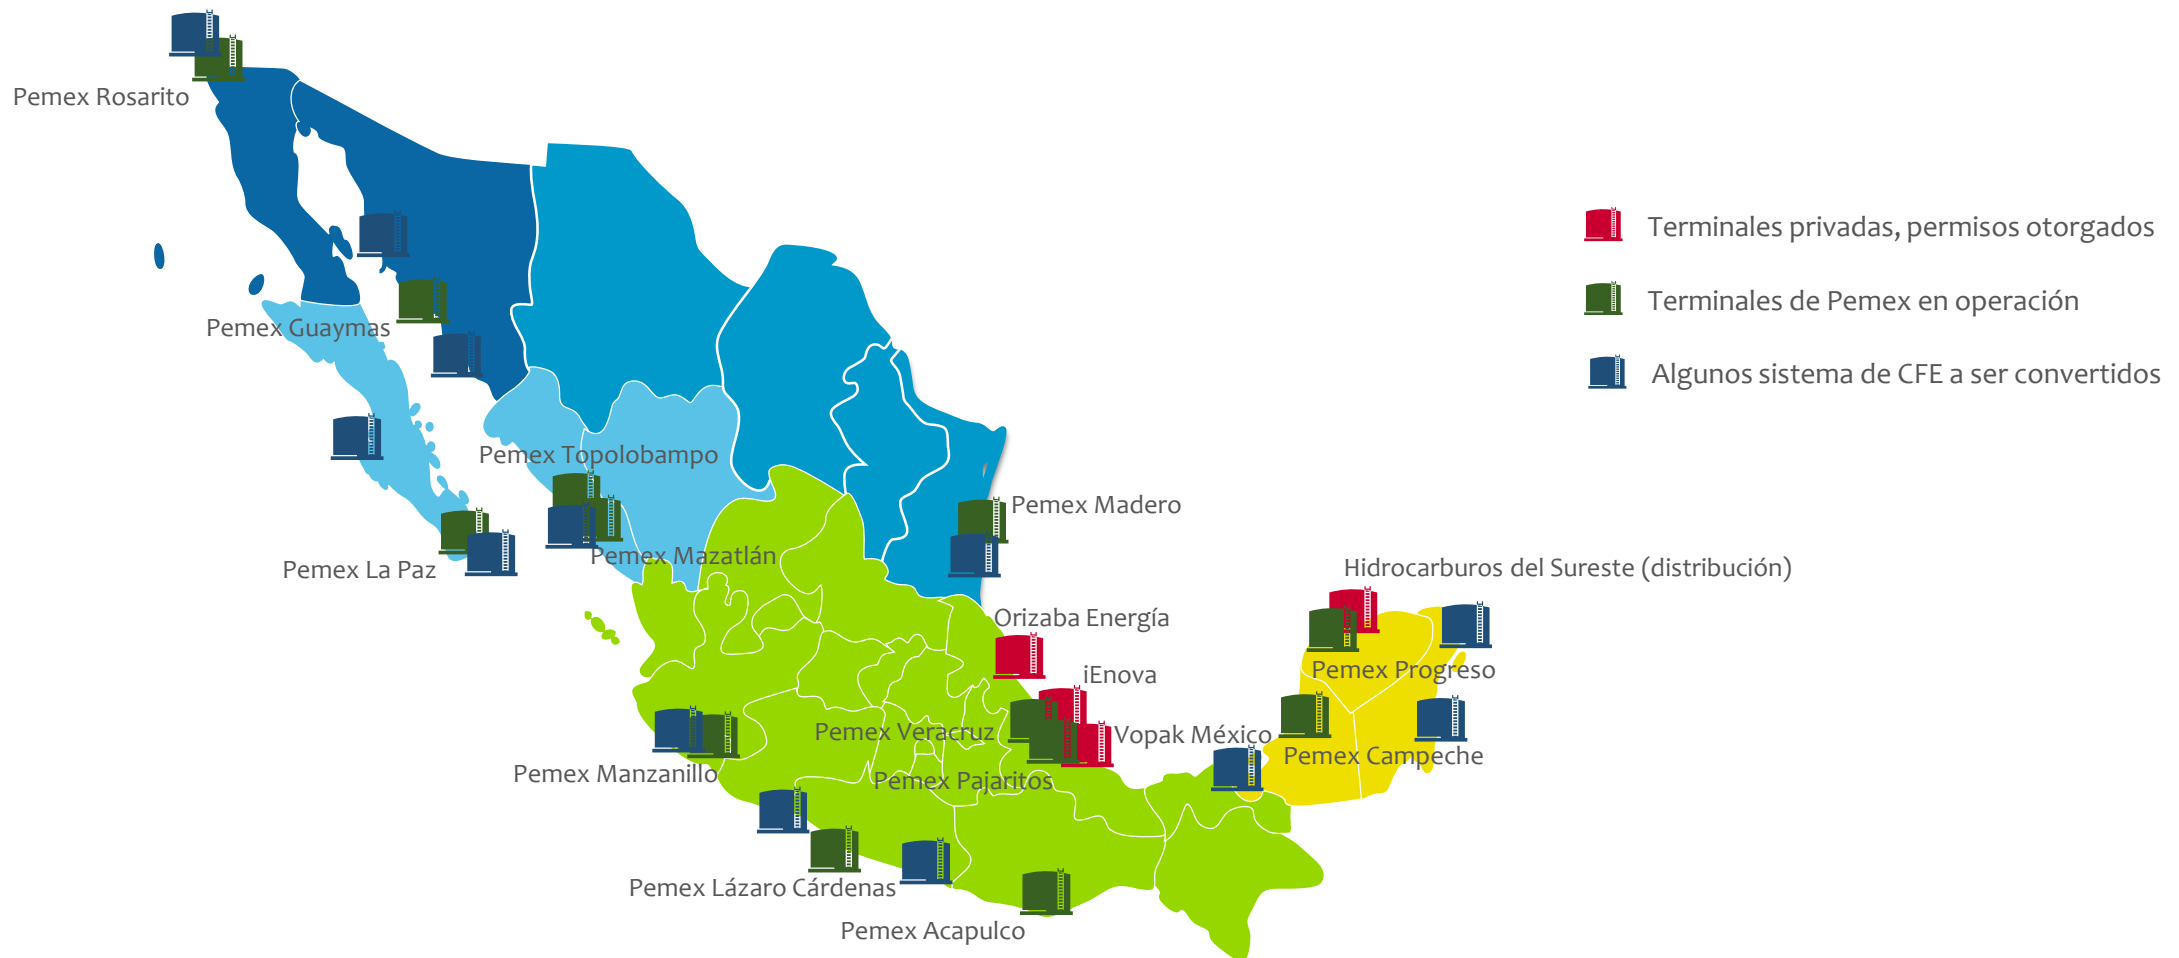 Pemex Rosarito
Terminales privadas, permisos otorgados
Terminales de Pemex en operación
Pemex Guaymas
Algunos sistema de CFE a ser convertidos
Pemex Topolobampo
Pemex Madero
Pemex Mazatlán
Pemex La Paz
Hidrocarburos del Sureste (distribución)
Orizaba Energía
iEnova
Pemex Progreso
Pemex Veracruz
Vopak México
Pemex Campeche
Pemex Manzanillo
Pemex Pajaritos
Pemex Lázaro Cárdenas
Pemex Acapulco